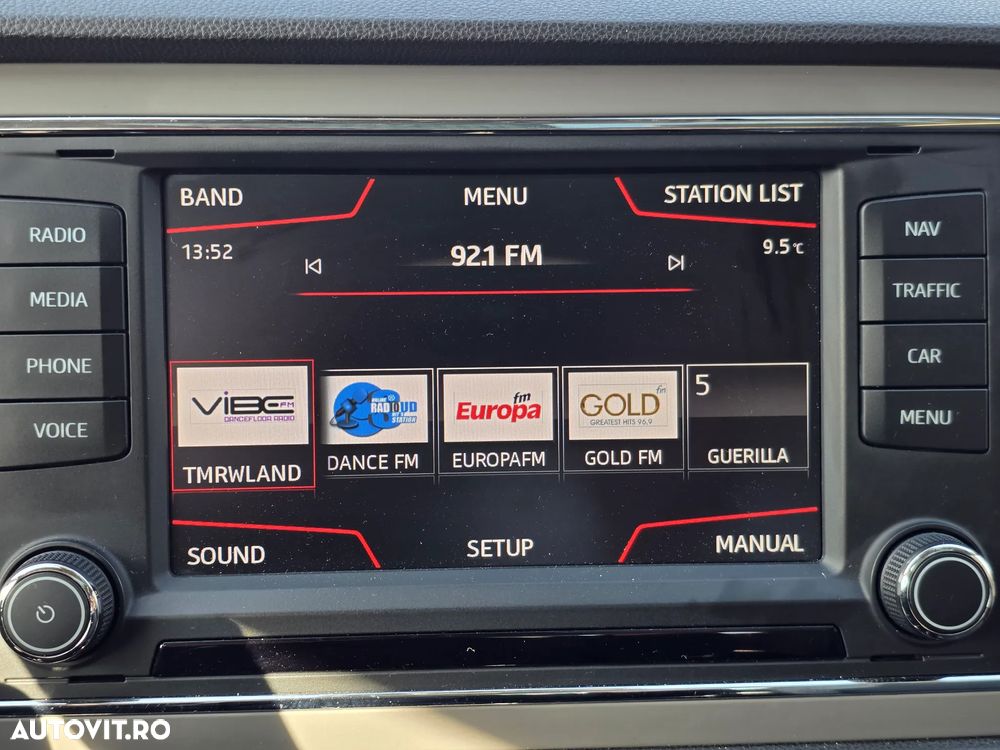 BAND
MENU
STATION LIST
13:52
92.1 FM
9.5°C
RADIO
MEDIA
PHONE
VOICE
NAV
TRAFFIC
CAR
MENU
ViBE FM
DANCEFLOOR RADIO
TMRWLAND
RADIO
STATION
DANCE FM
Europa fm
EUROPAFM
GOLD fm
GREATEST HITS 96,9
GOLD FM
5
GUERILLA
SOUND
SETUP
MANUAL
AUTOVIT.RO